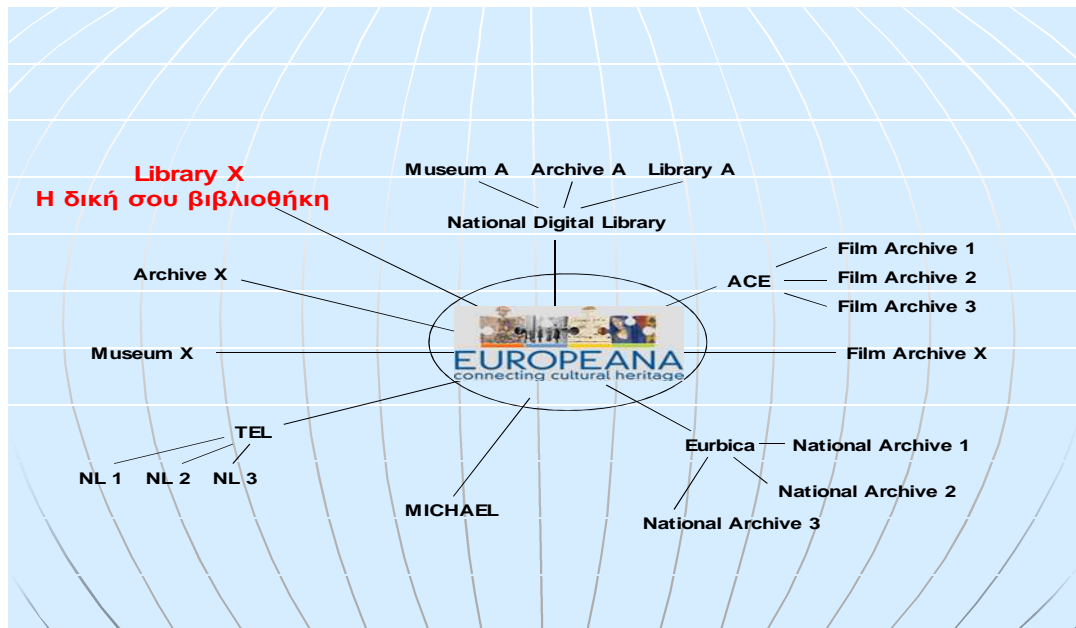 Museum A Archive A Library A
Library X
Η δική σου βιβλιοθήκη
National Digital Library
Film Archive 1
Archive X
ACE
Film Archive 2
Film Archive 3
Museum X
EUROPEANA
connecting cultural heritage
Film Archive X
TEL
Eurbica
National Archive 1
NL 1 NL 2 NL 3
National Archive 2
MICHAEL
National Archive 3